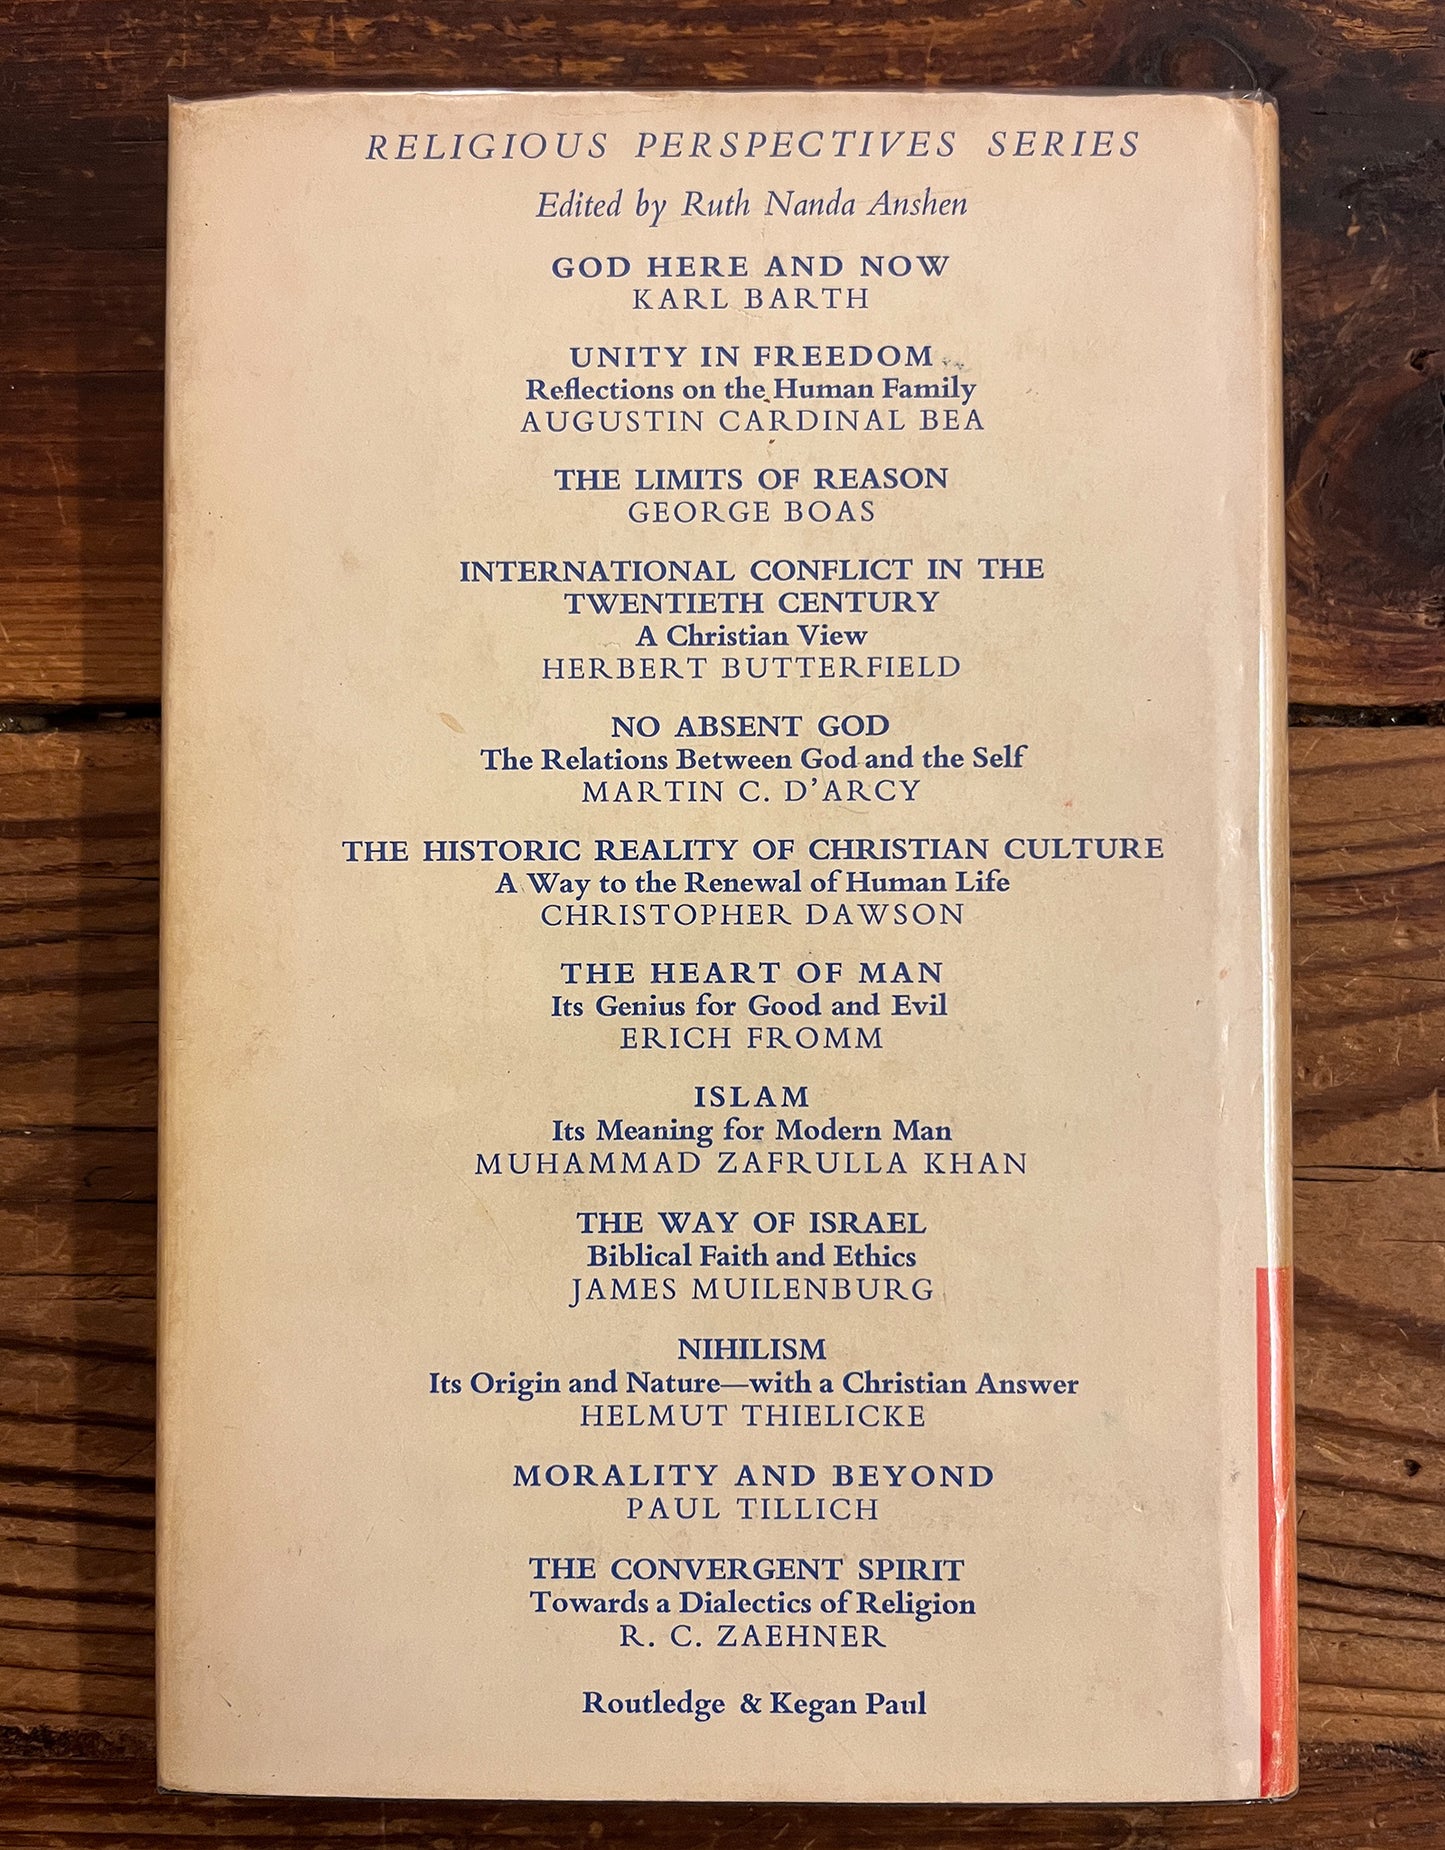 RELIGIOUS PERSPECTIVES SERIES
Edited by Ruth Nanda Anshen
GOD HERE AND NOW
KARL BARTH
UNITY IN FREEDOM
Reflections on the Human Family
AUGUSTIN CARDINAL BEA
THE LIMITS OF REASON
GEORGE BOAS
INTERNATIONAL CONFLICT IN THE
TWENTIETH CENTURY
A Christian View
HERBERT BUTTERFIELD
NO ABSENT GOD
The Relations Between God and the Self
MARTIN C. D'ARCY
THE HISTORIC REALITY OF CHRISTIAN CULTURE
A Way to the Renewal of Human Life
CHRISTOPHER DAWSON
THE HEART OF MAN
Its Genius for Good and Evil
ERICH FROMM
ISLAM
Its Meaning for Modern Man
MUHAMMAD ZAFRULLA KHAN
THE WAY OF ISRAEL
Biblical Faith and Ethics
JAMES MUILENBURG
NIHILISM
Its Origin and Nature—with a Christian Answer
HELMUT THIELICKE
MORALITY AND BEYOND
PAUL TILLICH
THE CONVERGENT SPIRIT
Towards a Dialectics of Religion
R. C. ZAEHNER
Routledge & Kegan Paul